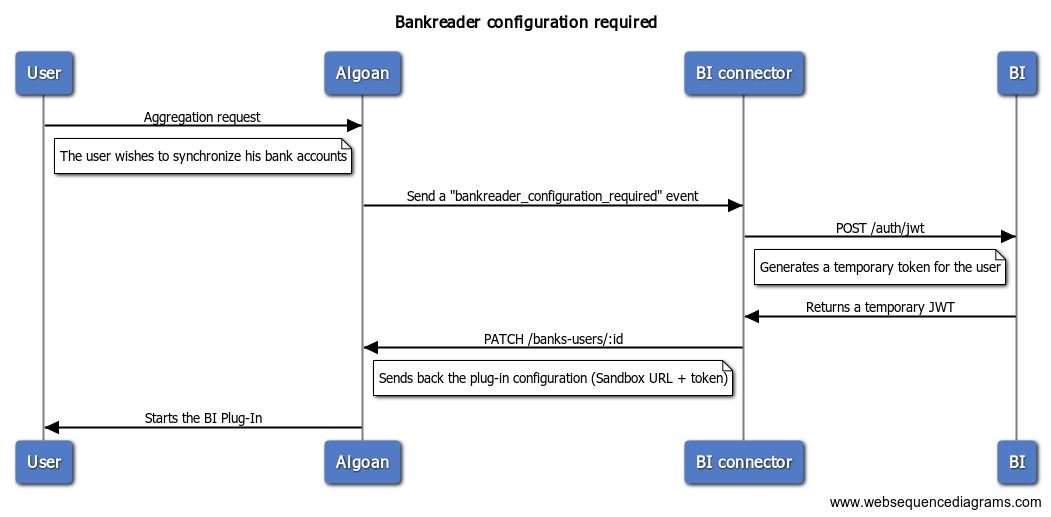 Bankreader configuration required
User
Algoan
BI connector
BI
Aggregation request
The user wishes to synchronize his bank accounts
Send a "bankreader_configuration_required" event
POST /auth/jwt
Generates a temporary token for the user
Returns a temporary JWT
PATCH /banks-users/:id
Sends back the plug-in configuration (Sandbox URL + token)
Starts the BI Plug-In
User
Algoan
BI connector
BI
www.websequencediagrams.com